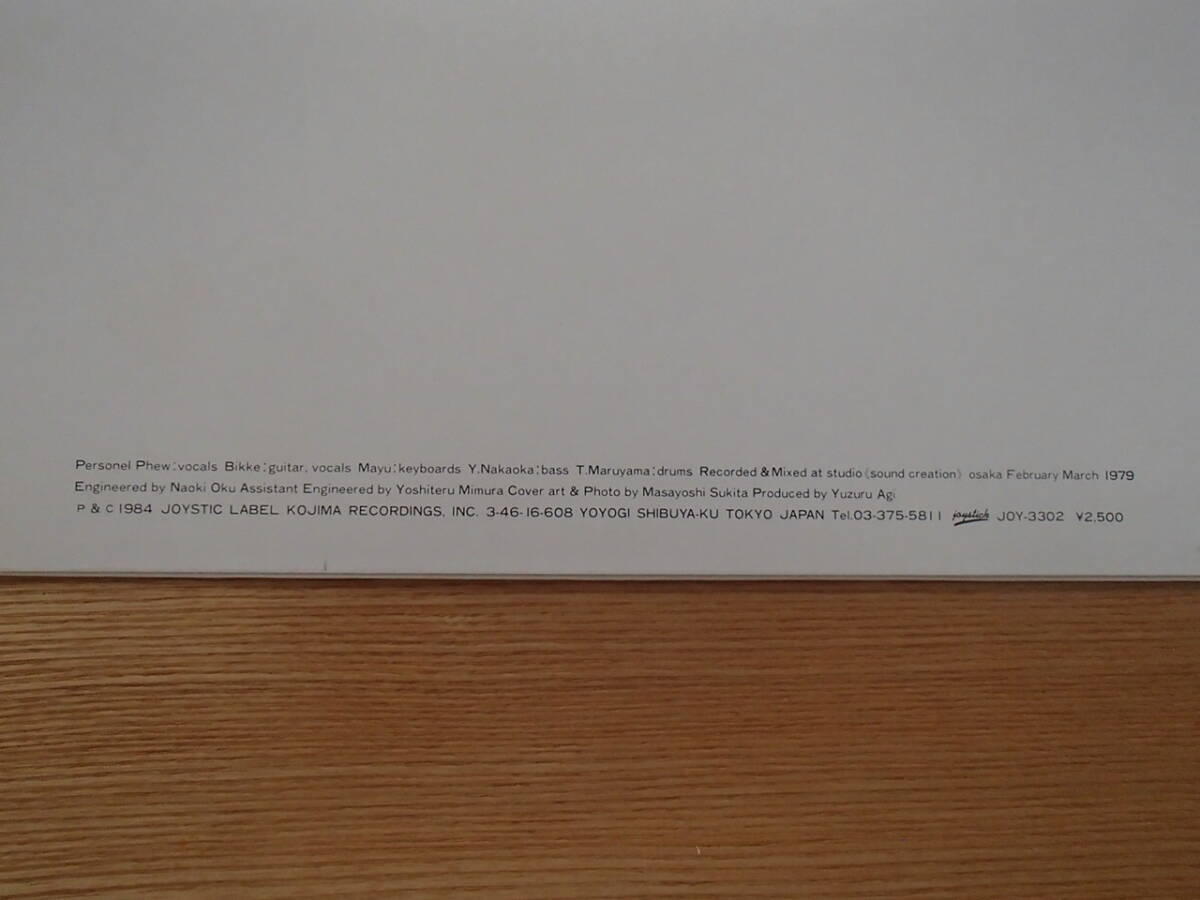 Personel Phew:vocals Bikke:guitar, vocals Mayu:keyboards Y.Nakaoka:bass T.Maruyama:drums Recorded & Mixed at studio《sound creation》 osaka February March 1979
Engineered by Naoki Oku Assistant Engineered by Yoshiteru Mimura Cover art & Photo by Masayoshi Sukita Produced by Yuzuru Agi
P & C 1984 JOYSTIC LABEL KOJIMA RECORDINGS, INC. 3-46-16-608 YOYOGI SHIBUYA-KU TOKYO JAPAN Tel.03-375-5811 joystick JOY-3302 ¥2,500